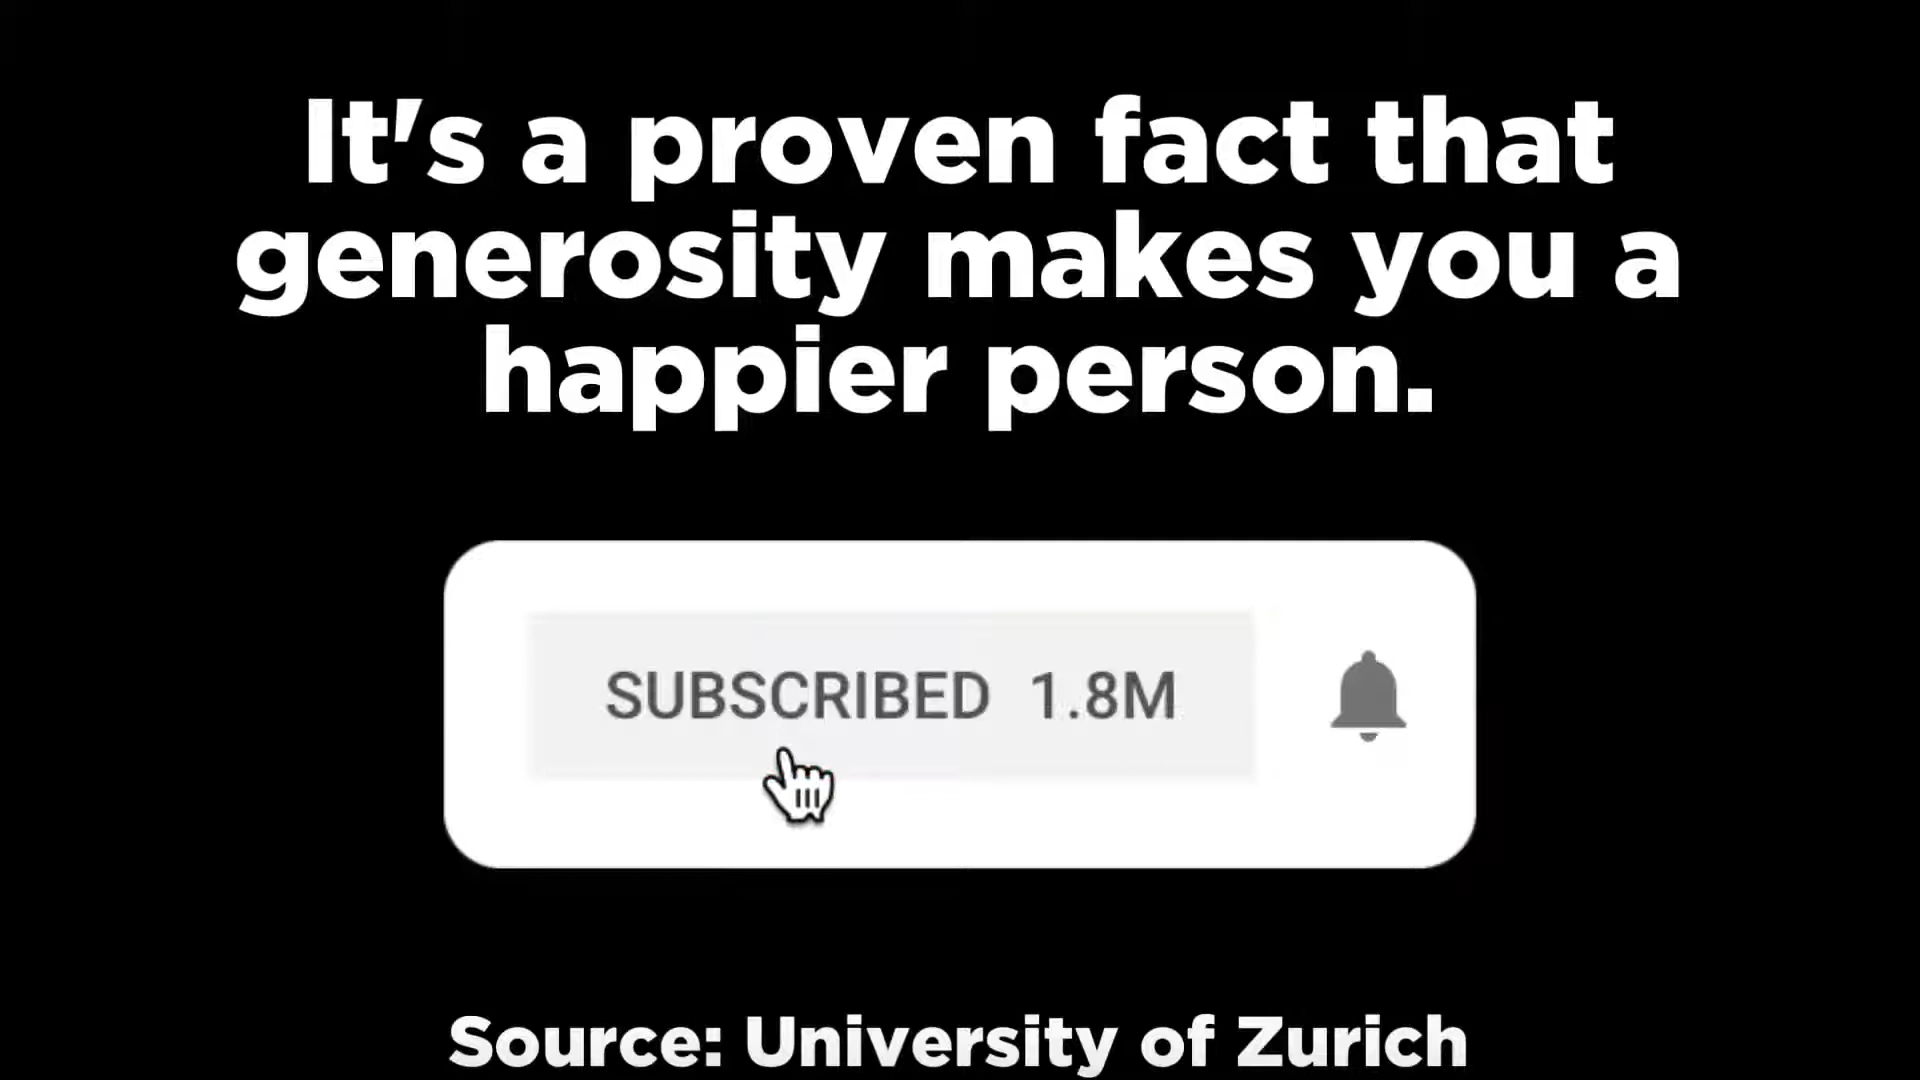 It's a proven fact that
generosity makes you a
happier person.
SUBSCRIBED 1.8M
Source: University of Zurich